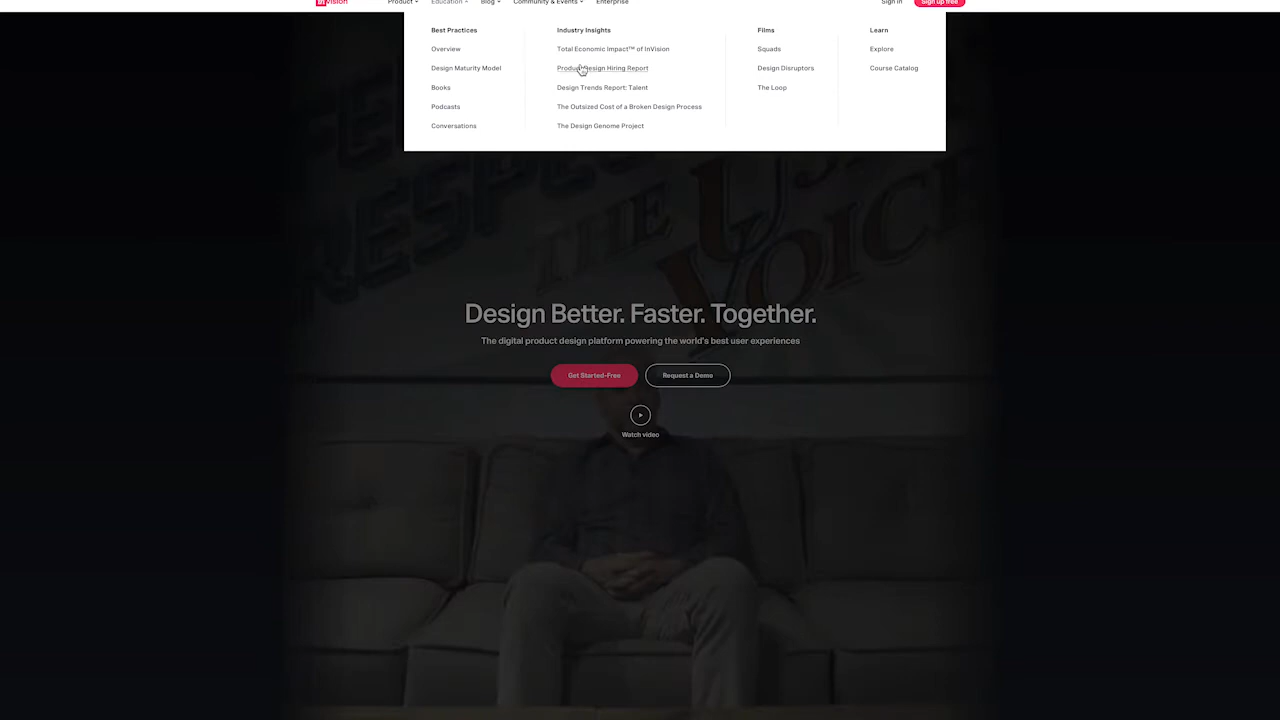 invision Product Education Blog Community & Events Enterprise Sign in Sign up free
Best Practices
Overview
Design Maturity Model
Books
Podcasts
Conversations
Industry Insights
Total Economic Impact™ of InVision
Product Design Hiring Report
Design Trends Report: Talent
The Outsized Cost of a Broken Design Process
The Design Genome Project
Films
Squads
Design Disruptors
The Loop
Learn
Explore
Course Catalog
THE
VOICE
Design Better. Faster. Together.
The digital product design platform powering the world's best user experiences
Get Started-Free
Request a Demo
Watch video